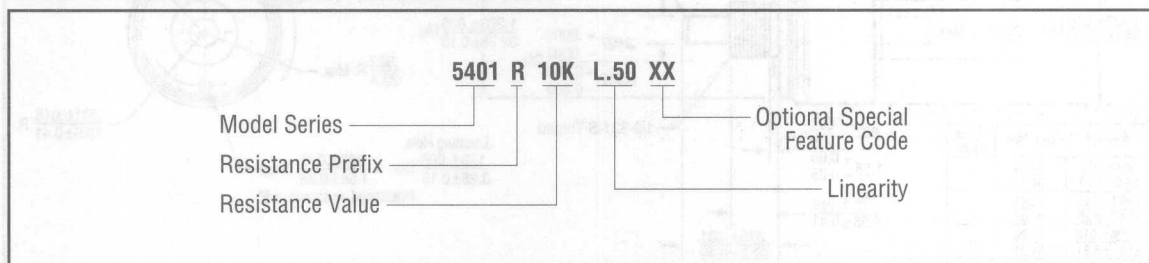 5401 R 10K L.50 XX
Model Series
Resistance Prefix
Resistance Value
Optional Special
Feature Code
Linearity